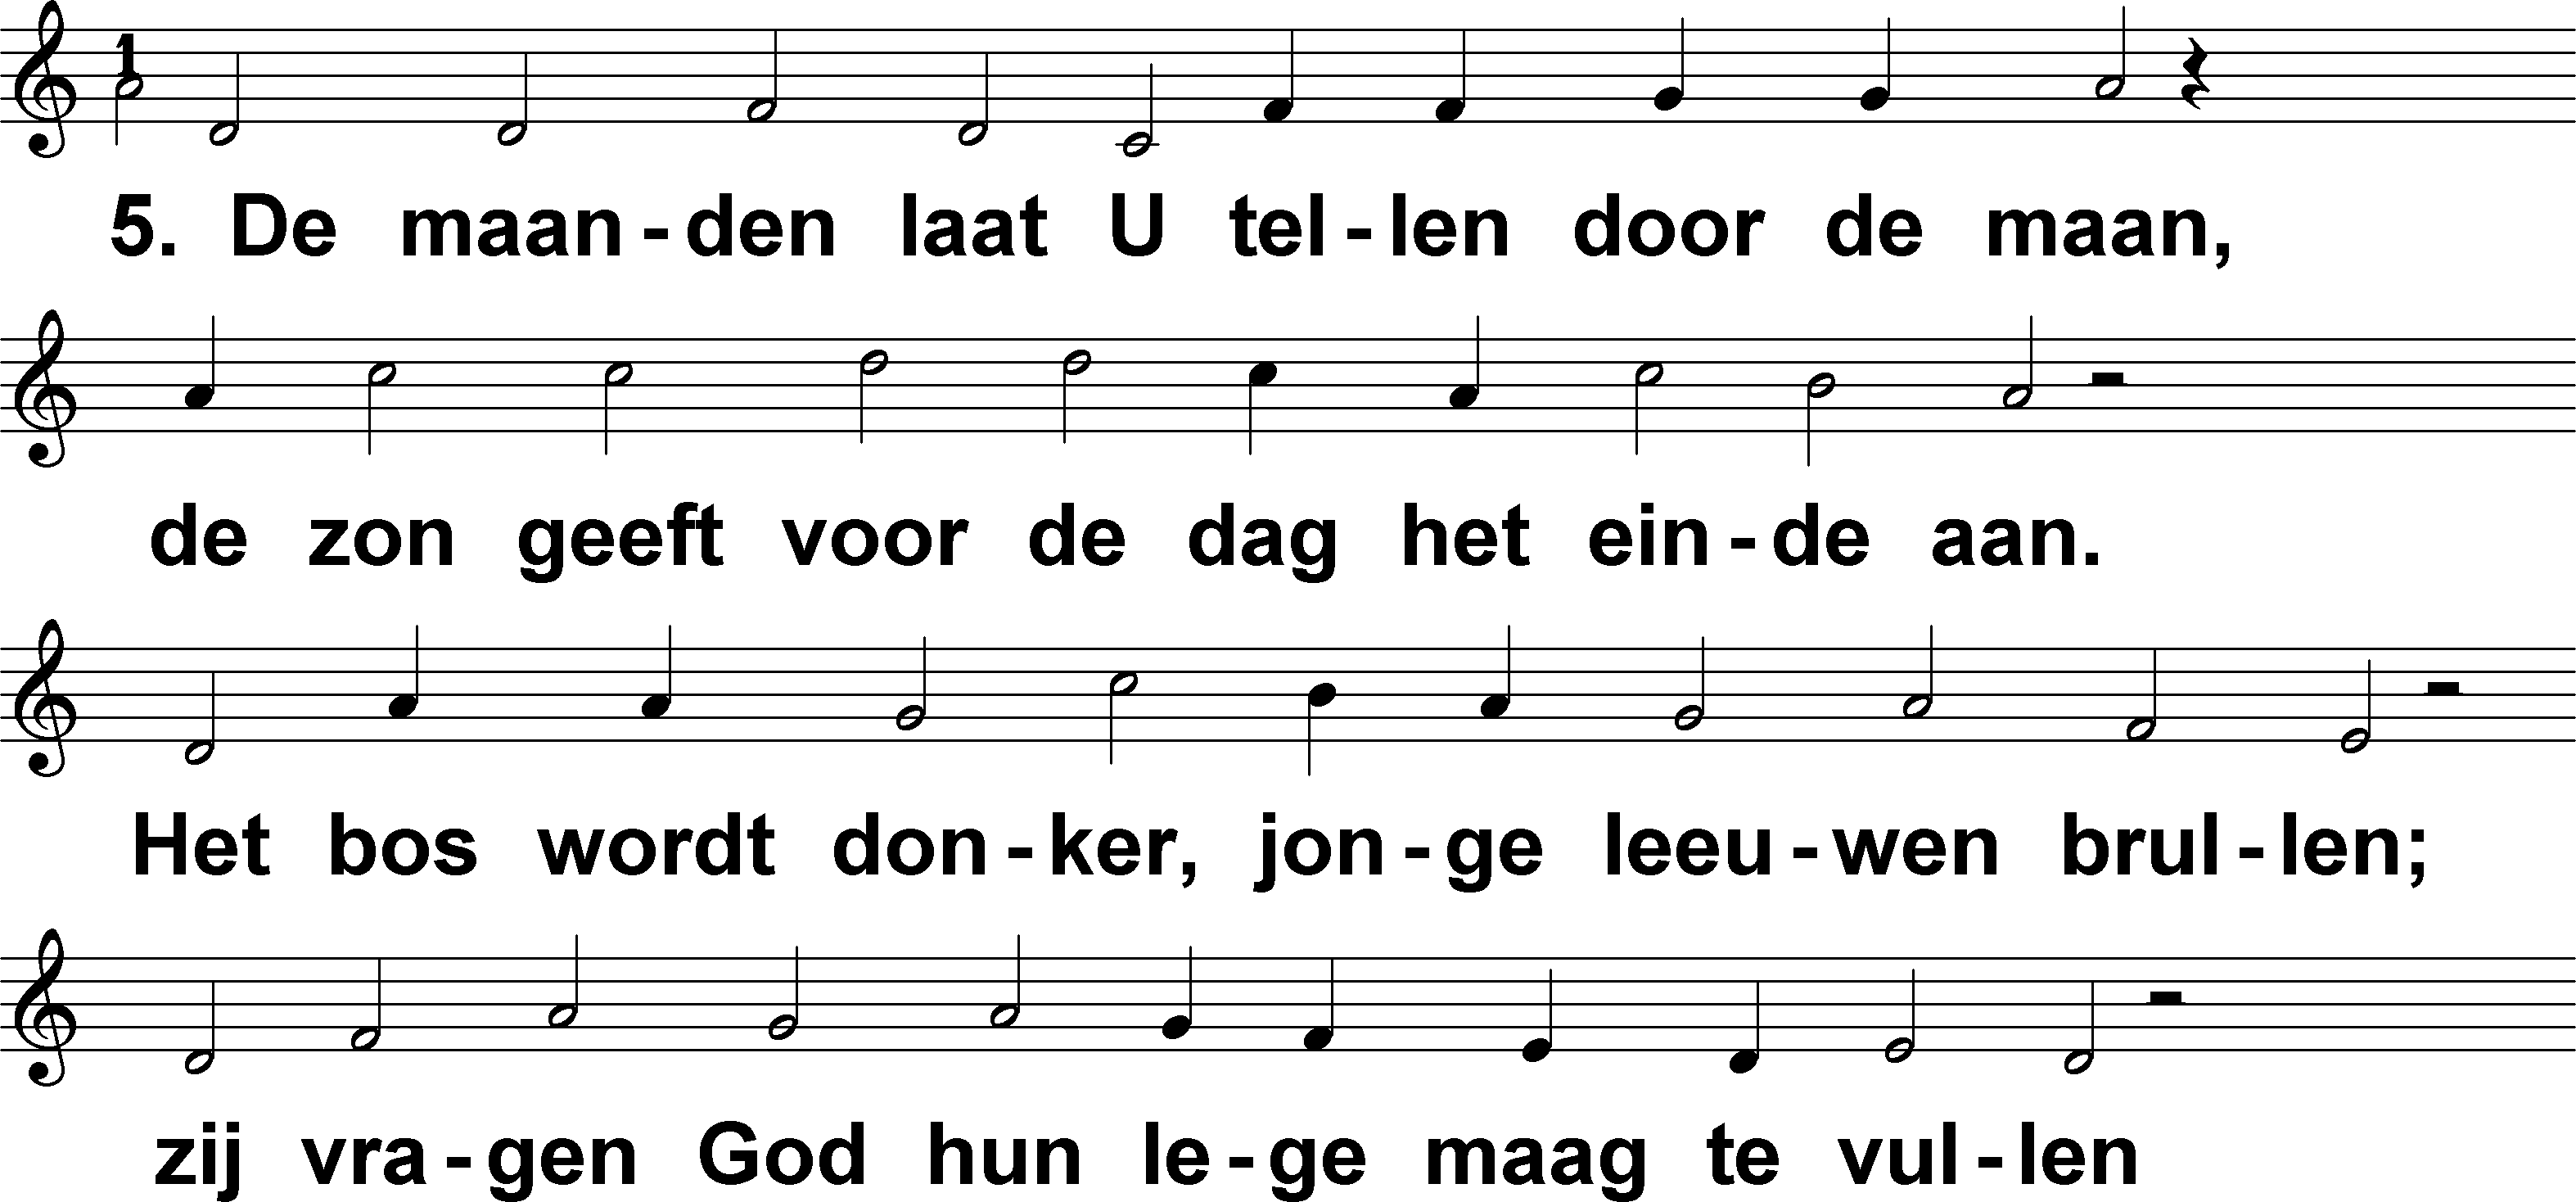 1
5. De maan-den laat U tel-len door de maan,
de zon geeft voor de dag het ein-de aan.
Het bos wordt don-ker, jon-ge leeu-wen brul-len;
zij vra-gen God hun le-ge maag te vul-len